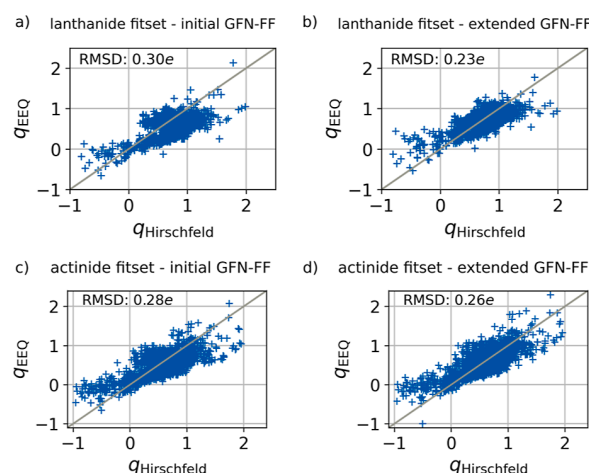 a) lanthanide fitset - initial GFN-FF
RMSD: 0.30e
2
1
0
−1
qEEQ
−1 0 1 2
qHirschfeld
b) lanthanide fitset - extended GFN-FF
RMSD: 0.23e
2
1
0
−1
qEEQ
−1 0 1 2
qHirschfeld
c) actinide fitset - initial GFN-FF
RMSD: 0.28e
2
1
0
−1
qEEQ
−1 0 1 2
qHirschfeld
d) actinide fitset - extended GFN-FF
RMSD: 0.26e
2
1
0
−1
qEEQ
−1 0 1 2
qHirschfeld